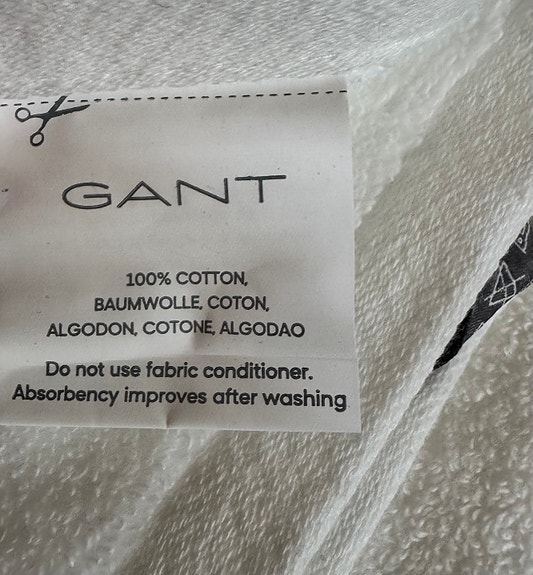 GANT
100% COTTON,
BAUMWOLLE, COTON,
ALGODON, COTONE, ALGODAO
Do not use fabric conditioner.
Absorbency improves after washing